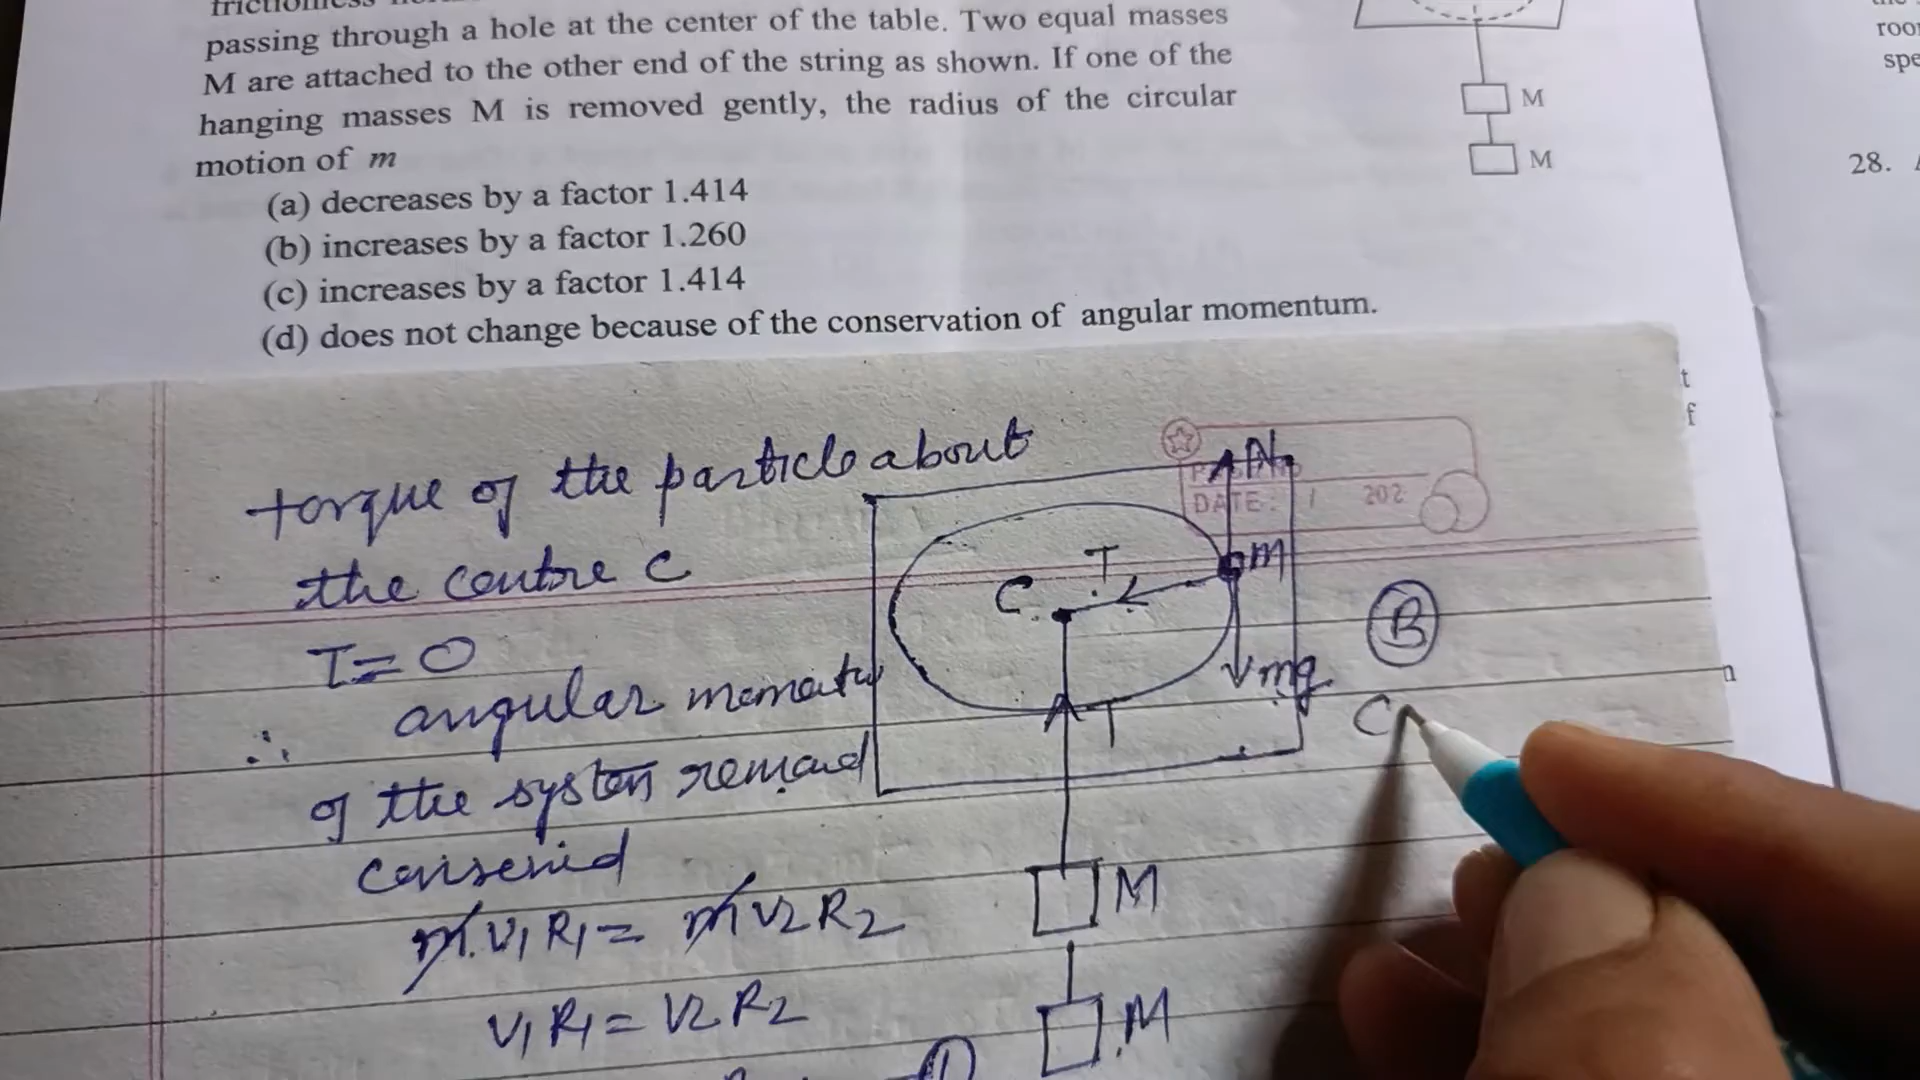 passing through a hole at the center of the table. Two equal masses
M are attached to the other end of the string as shown. If one of the
hanging masses M is removed gently, the radius of the circular
motion of m
(a) decreases by a factor 1.414
(b) increases by a factor 1.260
(c) increases by a factor 1.414
(d) does not change because of the conservation of angular momentum.
M
M
28.
torque of the particle about
the centre C
T=0
∴ angular
of the system
m.V1R1 = mV2R2
V1R1 = V2R2
1
DATE: / 202
N
m
T
C
mg
T
M
M
B
C